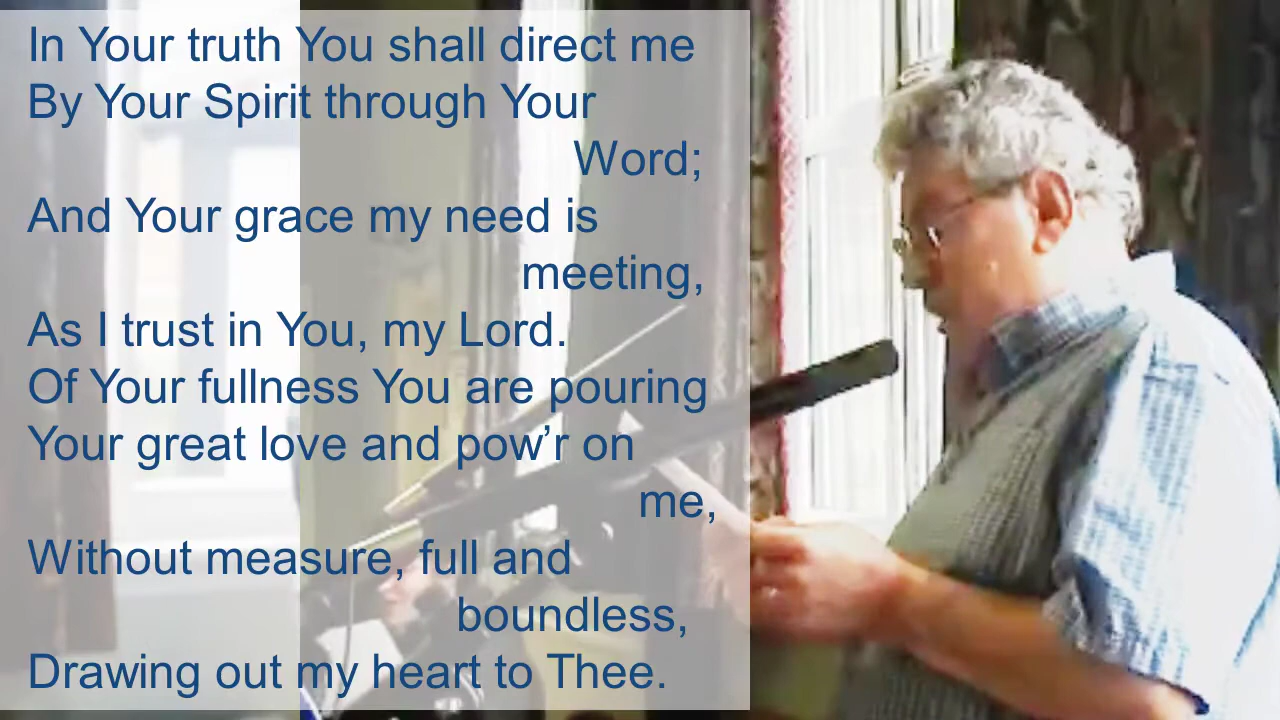 In Your truth You shall direct me
By Your Spirit through Your
Word;
And Your grace my need is
meeting,
As I trust in You, my Lord.
Of Your fullness You are pouring
Your great love and pow’r on
me,
Without measure, full and
boundless,
Drawing out my heart to Thee.